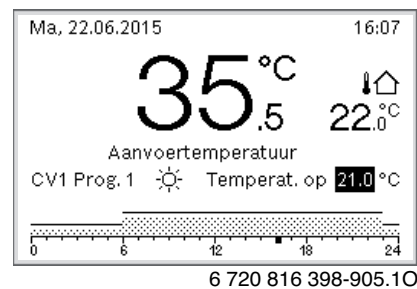 Ma, 22.06.2015 16:07
35.5 °C
22.0 °C
Aanvoertemperatuur
CV1 Prog. 1 Temperat. op 21.0 °C
0 6 12 18 24
6 720 816 398-905.1O